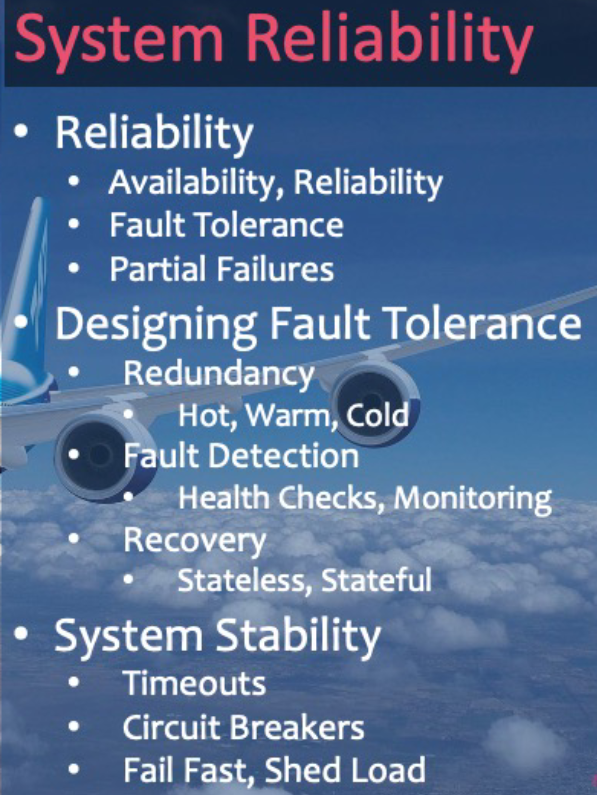 System Reliability
• Reliability
• Availability, Reliability
• Fault Tolerance
• Partial Failures
• Designing Fault Tolerance
• Redundancy
• Hot, Warm, Cold
• Fault Detection
• Health Checks, Monitoring
• Recovery
• Stateless, Stateful
• System Stability
• Timeouts
• Circuit Breakers
• Fail Fast, Shed Load